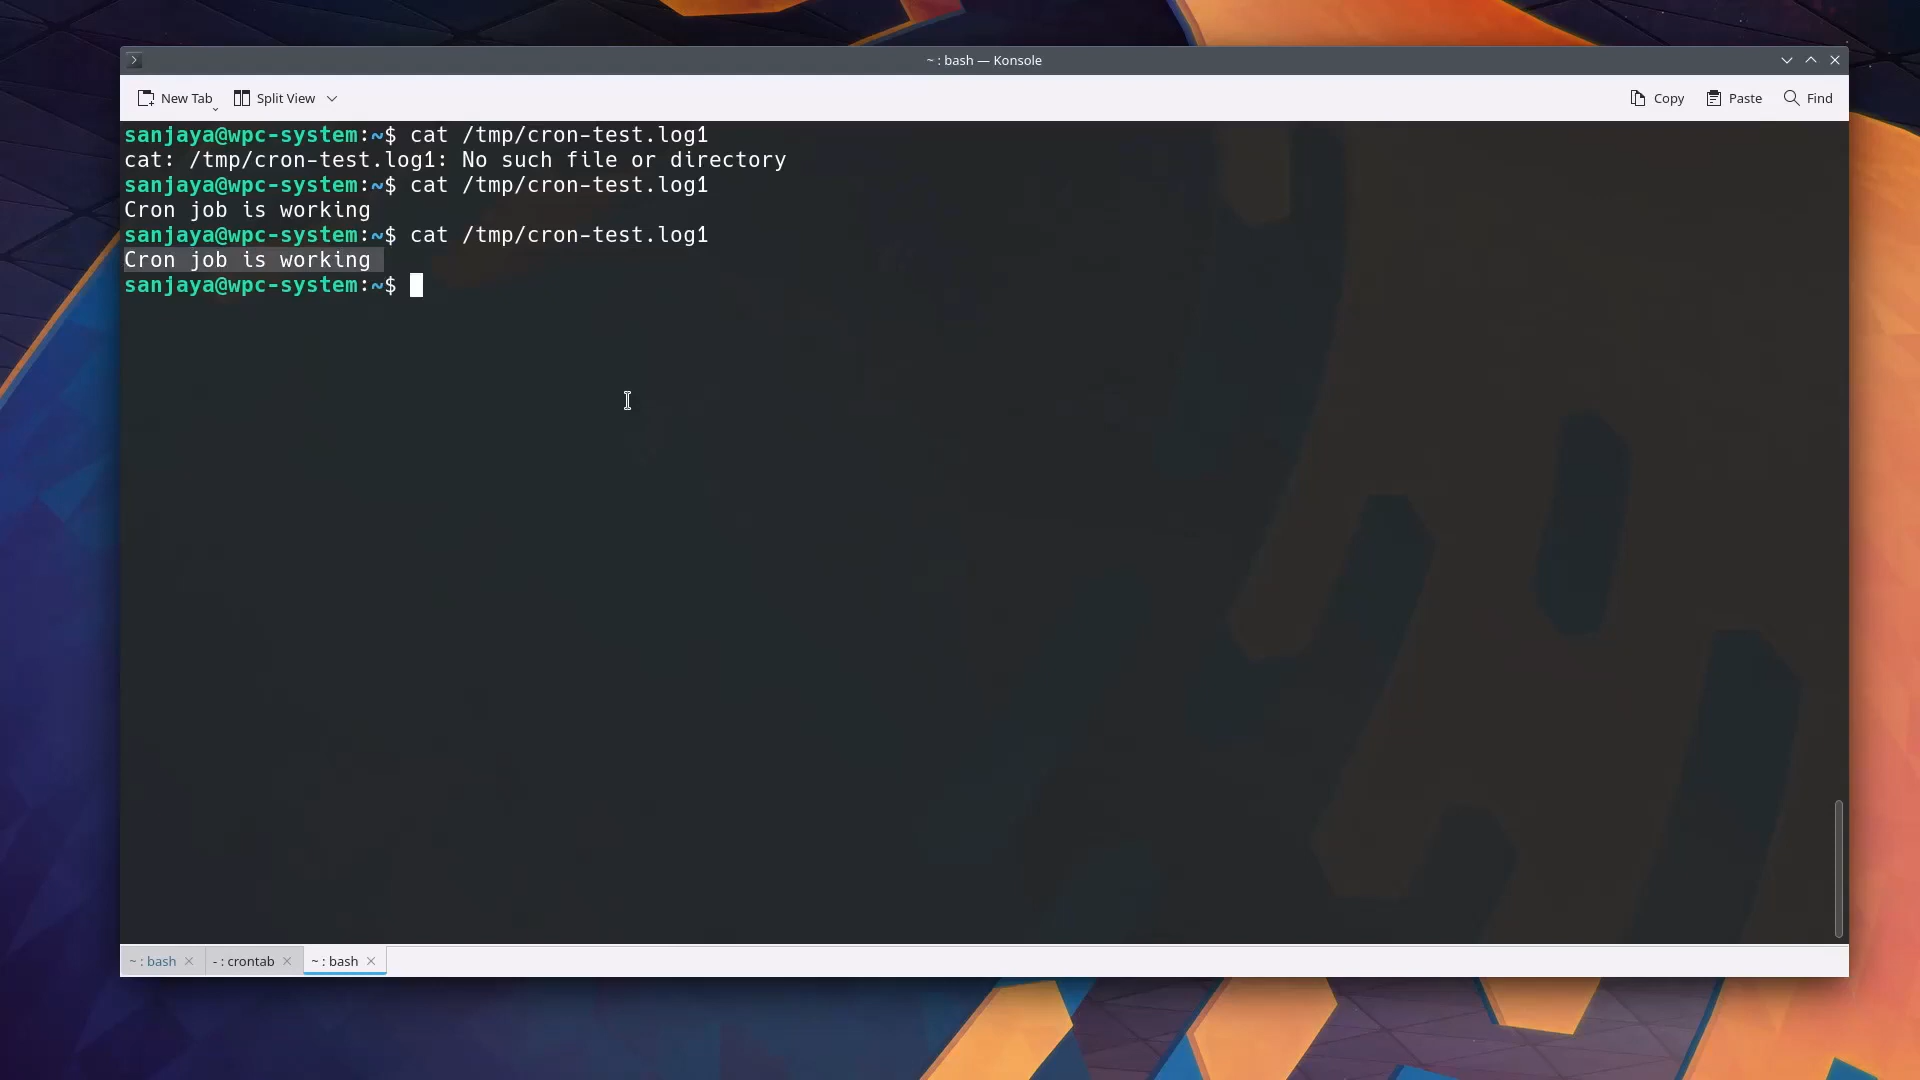 ~ : bash — Konsole
New Tab Split View Copy Paste Find
sanjaya@wpc-system:~$ cat /tmp/cron-test.log1
cat: /tmp/cron-test.log1: No such file or directory
sanjaya@wpc-system:~$ cat /tmp/cron-test.log1
Cron job is working
sanjaya@wpc-system:~$ cat /tmp/cron-test.log1
Cron job is working
sanjaya@wpc-system:~$
~ : bash - : crontab ~ : bash